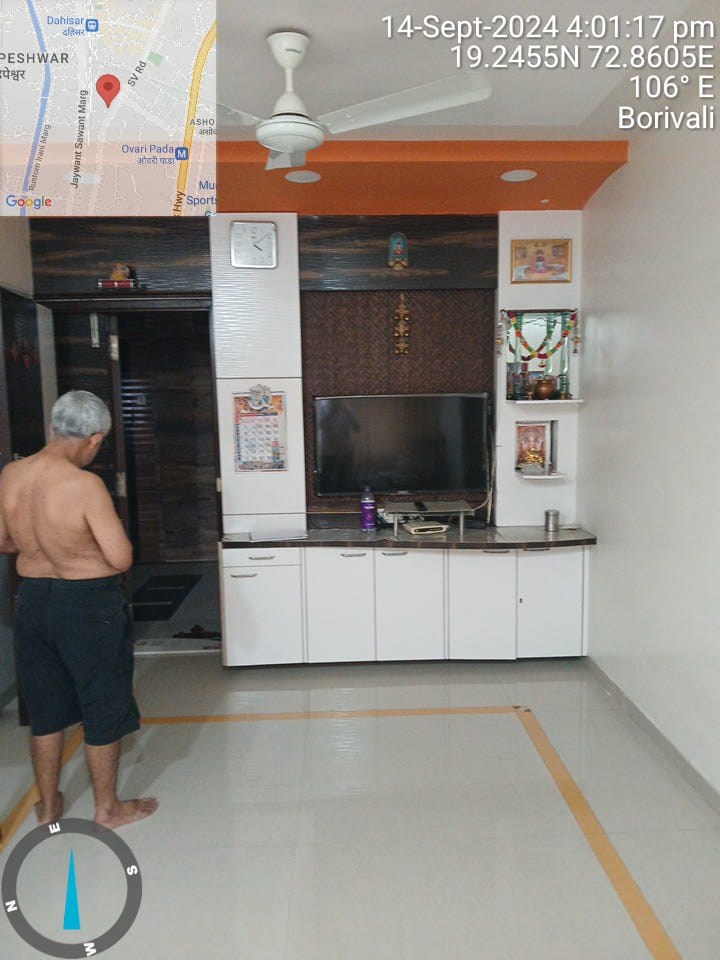 14-Sept-2024 4:01:17 pm
19.2455N 72.8605E
106° E
Borivali
Dahisar
दहिसर
PESHWAR
SV Rd
Jaywant Sawant Marg
Rustom Irani Marg
ASHO
Ovari Pada
ओवरी पाडा
Mu
Sports
Hwy
Google
E
S
N
W